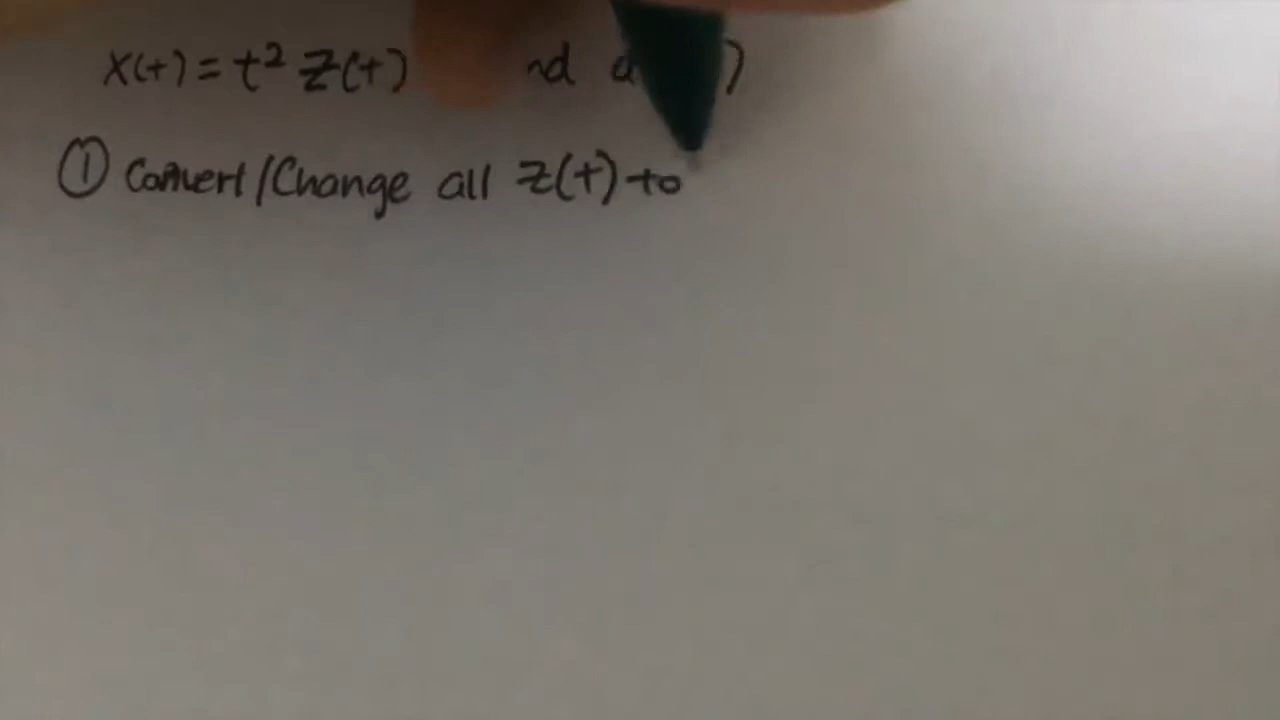 X(t) = t² Z(t) )
① Convert/Change all Z(t) to